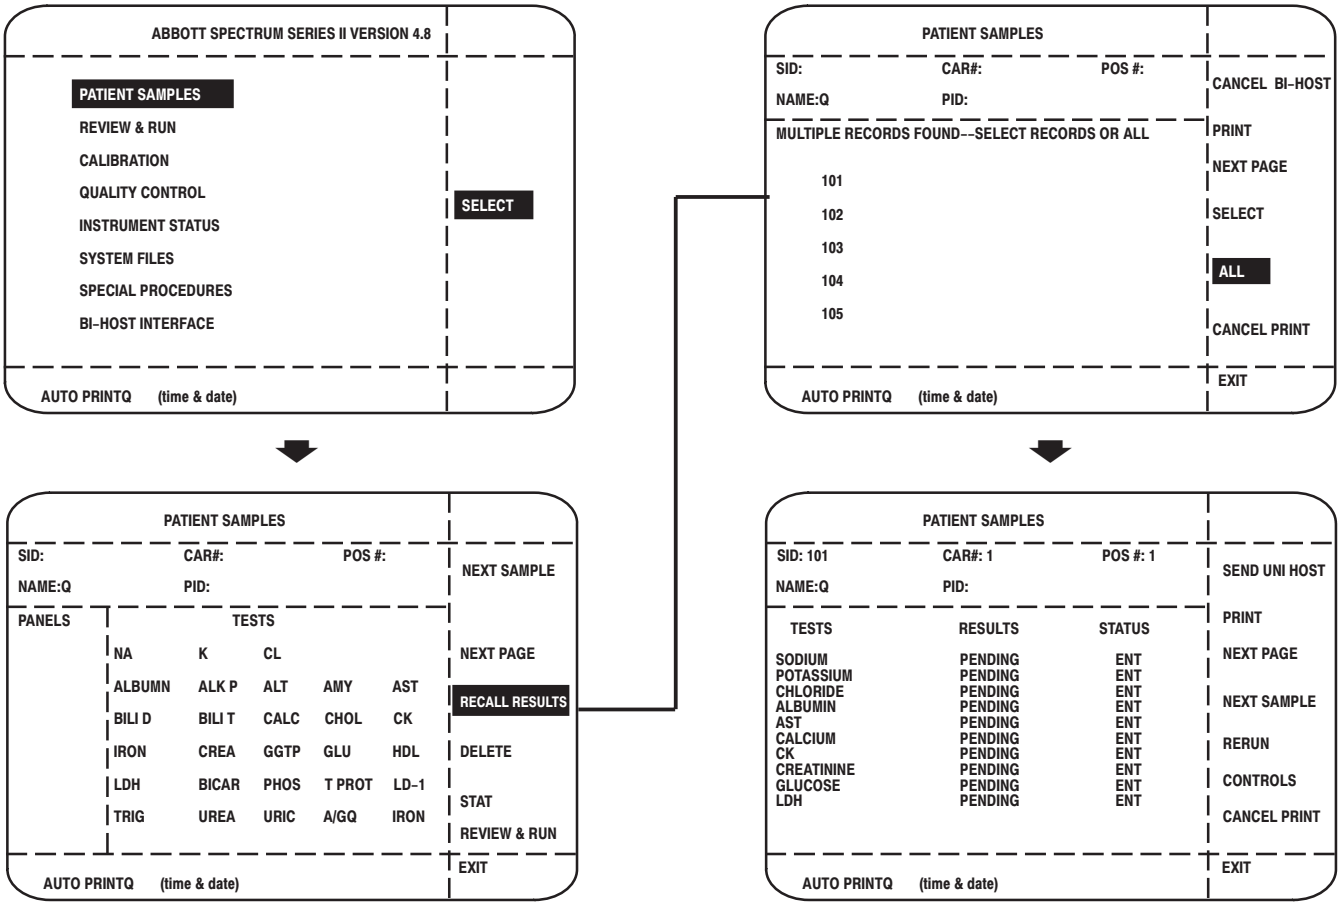 ABBOTT SPECTRUM SERIES II VERSION 4.8
PATIENT SAMPLES
REVIEW & RUN
CALIBRATION
QUALITY CONTROL
INSTRUMENT STATUS
SYSTEM FILES
SPECIAL PROCEDURES
BI-HOST INTERFACE
SELECT
AUTO PRINTQ (time & date)
PATIENT SAMPLES
SID: CAR#: POS #:
NAME:Q PID:
PANELS TESTS
NA K CL
ALBUMN ALK P ALT AMY AST
BILI D BILI T CALC CHOL CK
IRON CREA GGTP GLU HDL
LDH BICAR PHOS T PROT LD-1
TRIG UREA URIC A/GQ IRON
NEXT SAMPLE
NEXT PAGE
RECALL RESULTS
DELETE
STAT
REVIEW & RUN
EXIT
AUTO PRINTQ (time & date)
PATIENT SAMPLES
SID: CAR#: POS #:
NAME:Q PID:
MULTIPLE RECORDS FOUND--SELECT RECORDS OR ALL
101
102
103
104
105
CANCEL BI-HOST
PRINT
NEXT PAGE
SELECT
ALL
CANCEL PRINT
EXIT
AUTO PRINTQ (time & date)
PATIENT SAMPLES
SID: 101 CAR#: 1 POS #: 1
NAME:Q PID:
TESTS RESULTS STATUS
SODIUM PENDING ENT
POTASSIUM PENDING ENT
CHLORIDE PENDING ENT
ALBUMIN PENDING ENT
AST PENDING ENT
CALCIUM PENDING ENT
CK PENDING ENT
CREATININE PENDING ENT
GLUCOSE PENDING ENT
LDH PENDING ENT
SEND UNI HOST
PRINT
NEXT PAGE
NEXT SAMPLE
RERUN
CONTROLS
CANCEL PRINT
EXIT
AUTO PRINTQ (time & date)